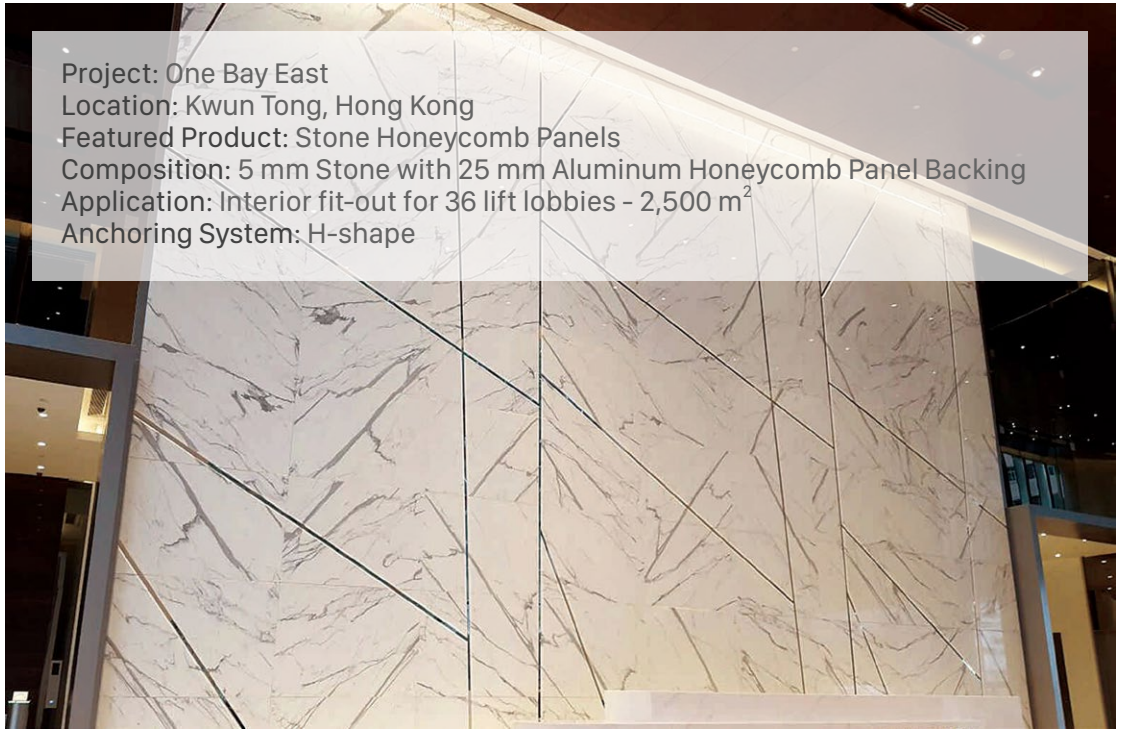 Project: One Bay East
Location: Kwun Tong, Hong Kong
Featured Product: Stone Honeycomb Panels
Composition: 5 mm Stone with 25 mm Aluminum Honeycomb Panel Backing
Application: Interior fit-out for 36 lift lobbies - 2,500 m²
Anchoring System: H-shape